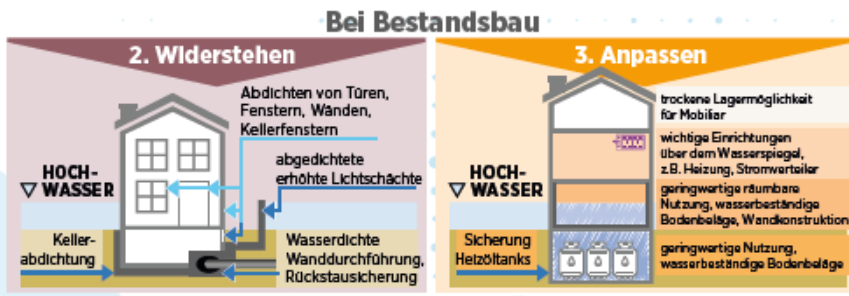 Bei Bestandsbau
2. Widerstehen
Abdichten von Türen,
Fenstern, Wänden,
Kellerfenstern
abgedichtete
erhöhte Lichtschächte
HOCH-
WASSER
Keller-
abdichtung
Wasserdichte
Wanddurchführung,
Rückstausicherung
3. Anpassen
trockene Lagermöglichkeit
für Mobiliar
wichtige Einrichtungen
über dem Wasserspiegel,
z.B. Heizung, Stromverteiler
HOCH-
WASSER
geringwertige räumbare
Nutzung, wasserbeständige
Bodenbeläge, Wandkonstruktion
Sicherung
Heizöltanks
geringwertige Nutzung,
wasserbeständige Bodenbeläge